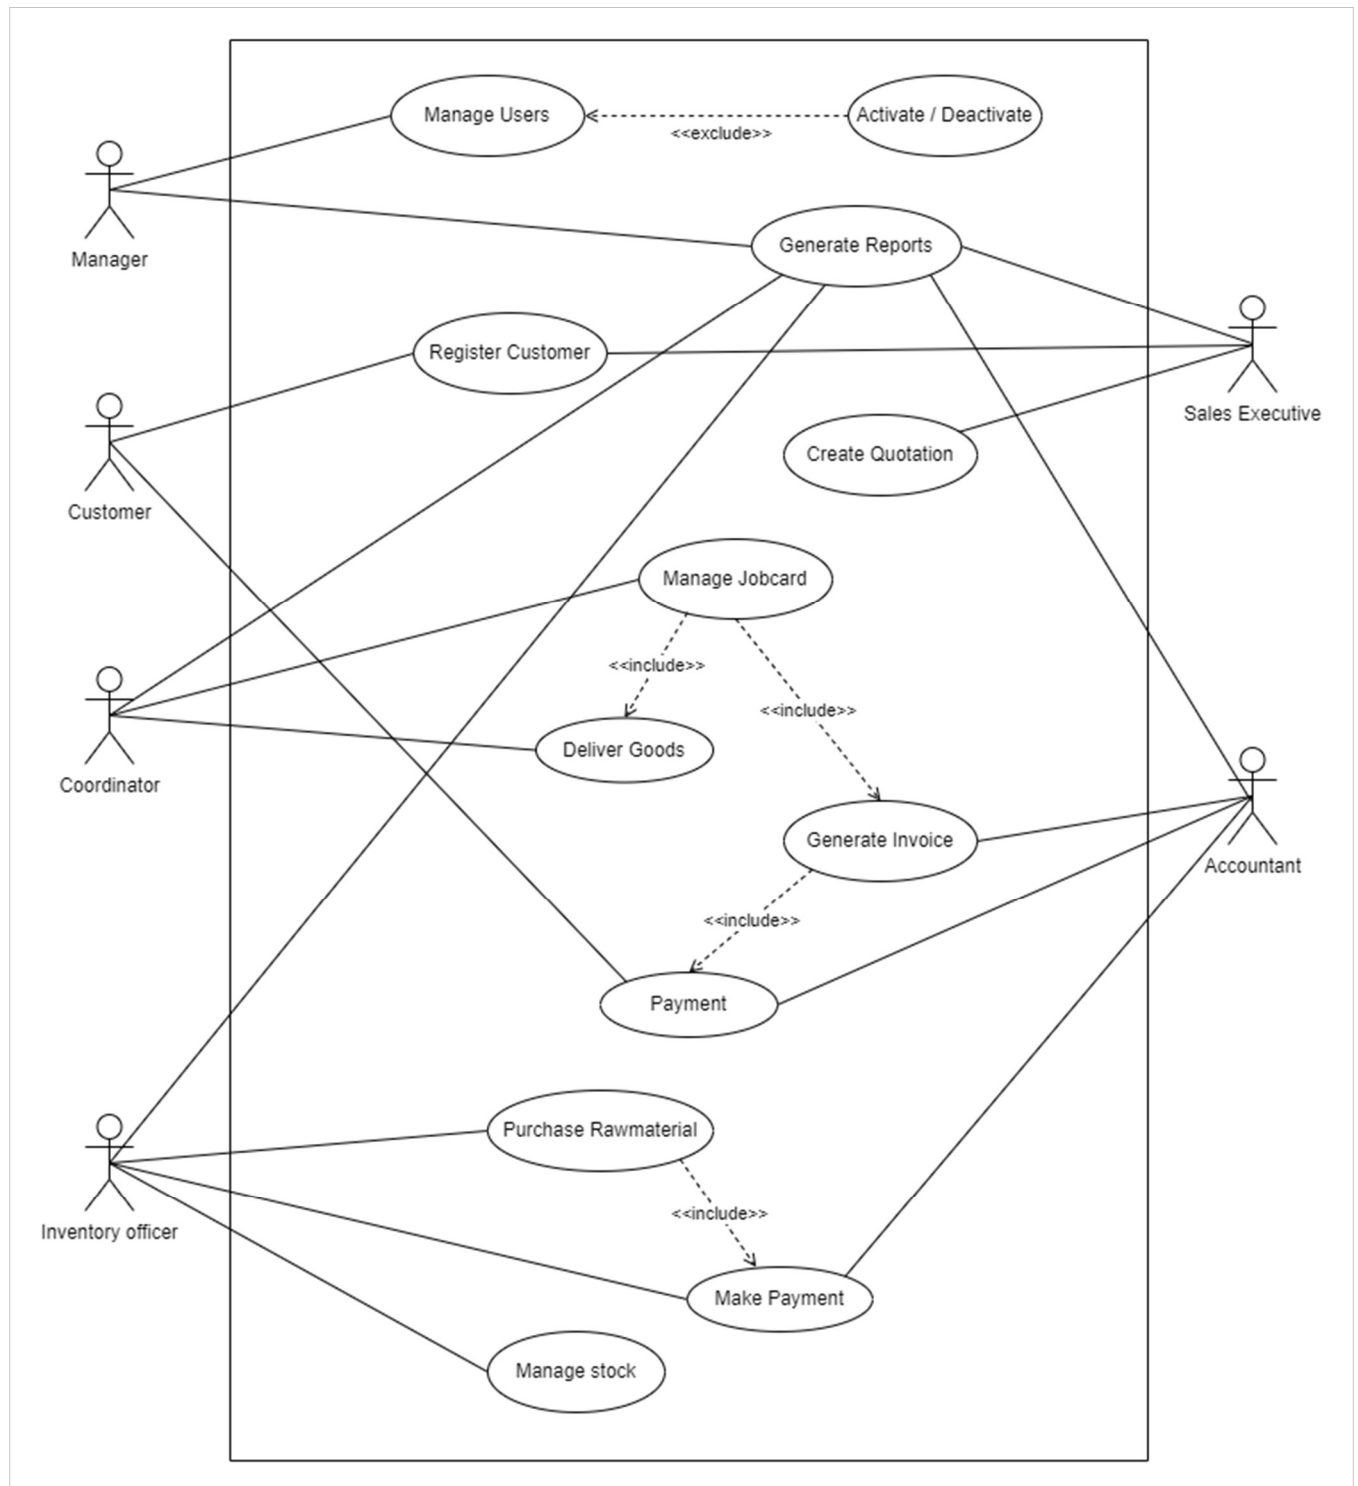 Manage Users
Activate / Deactivate
<<exclude>>
Manager
Generate Reports
Register Customer
Sales Executive
Create Quotation
Customer
Manage Jobcard
<<include>>
<<include>>
Deliver Goods
Coordinator
Generate Invoice
Accountant
<<include>>
Payment
Purchase Rawmaterial
<<include>>
Inventory officer
Make Payment
Manage stock